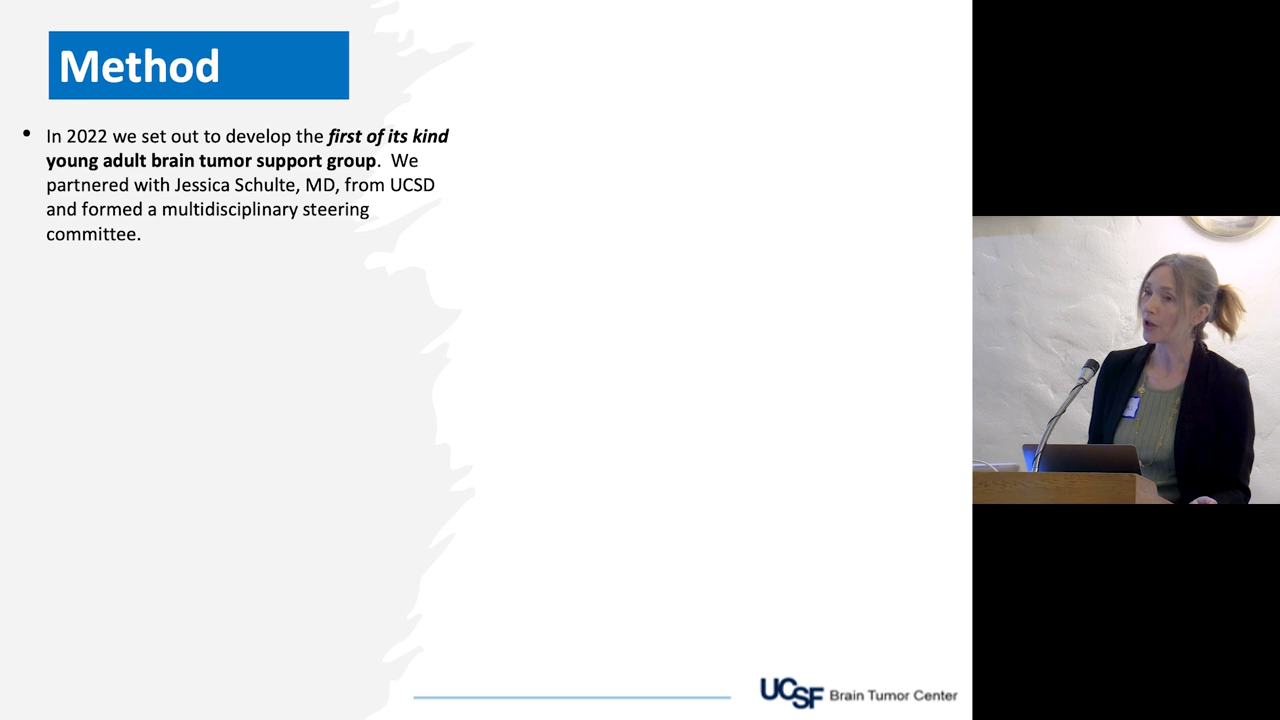 Method
• In 2022 we set out to develop the first of its kind
young adult brain tumor support group. We
partnered with Jessica Schulte, MD, from UCSD
and formed a multidisciplinary steering
committee.
UCSF Brain Tumor Center